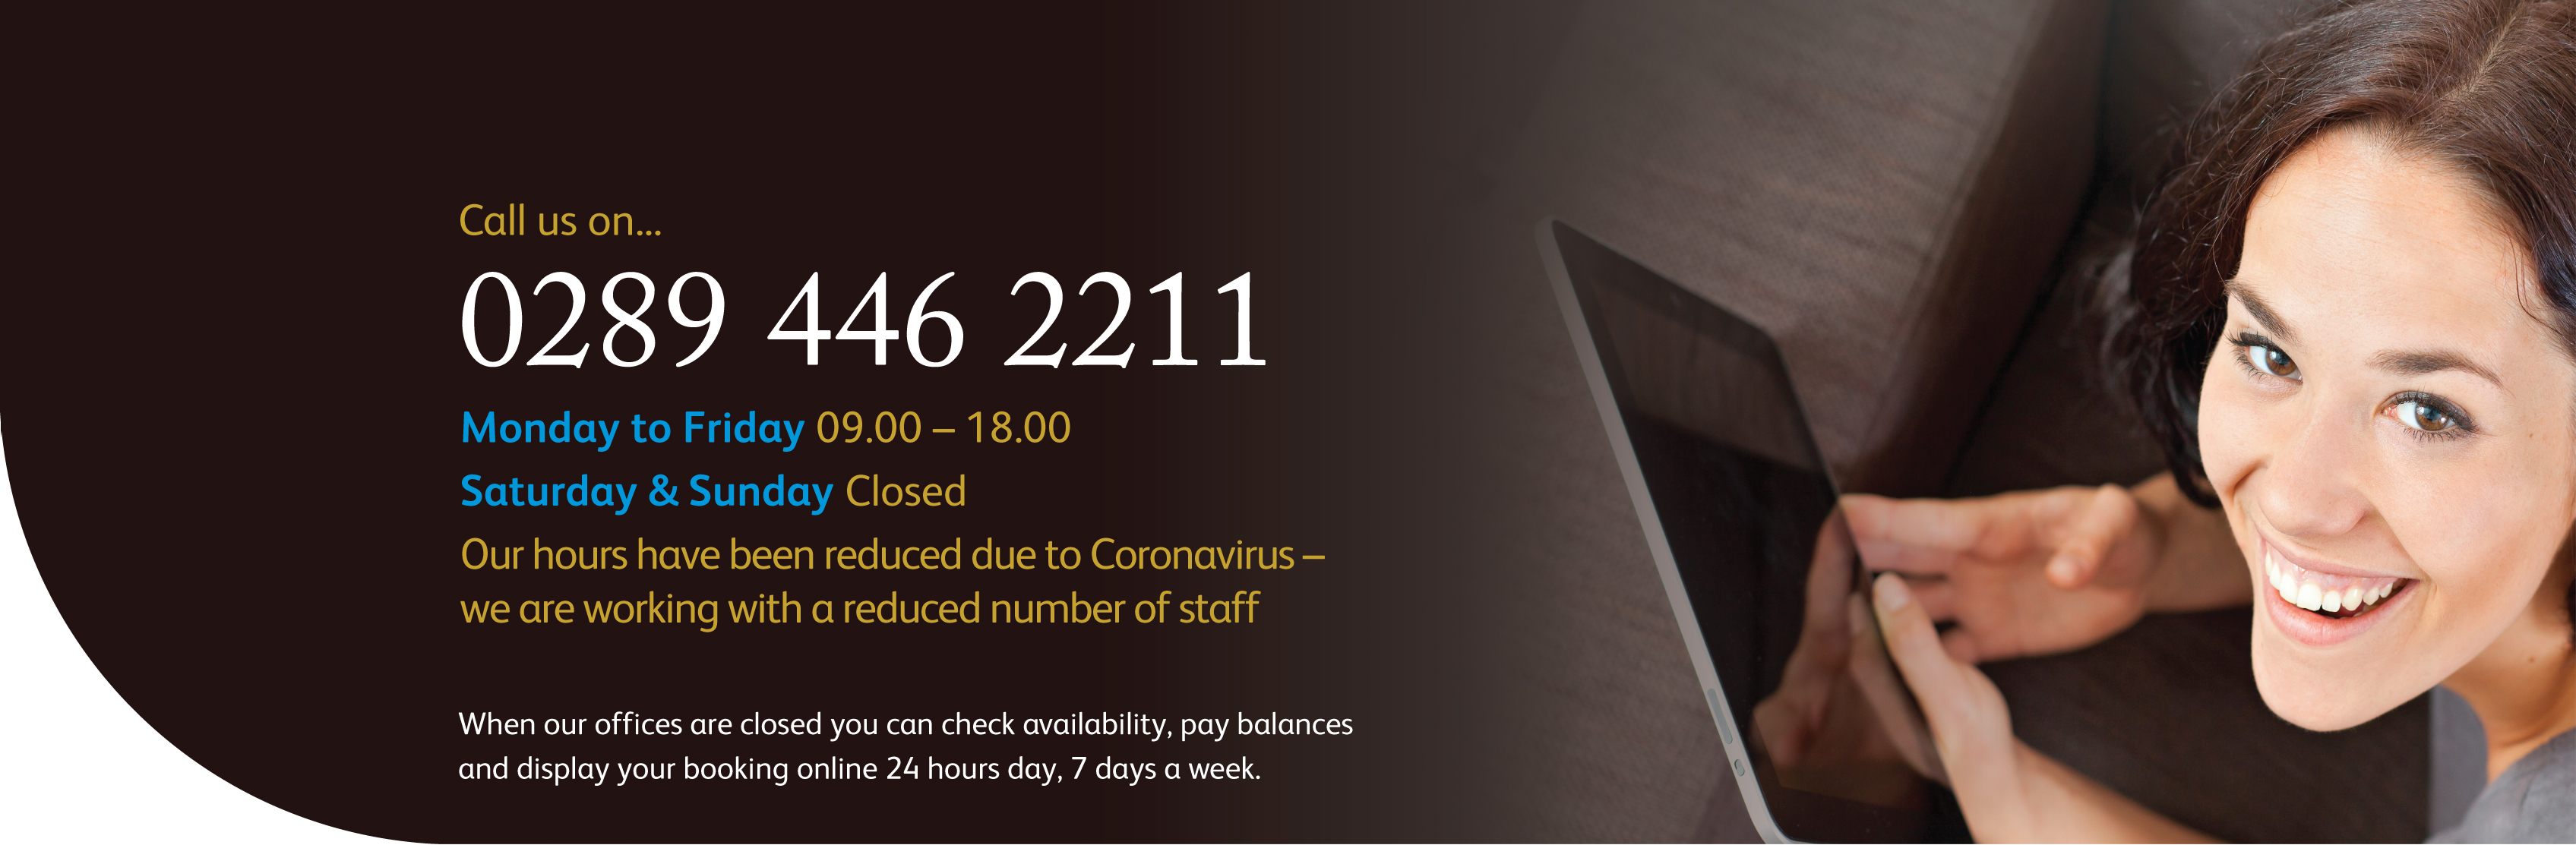 Call us on...
0289 446 2211
Monday to Friday 09.00 – 18.00
Saturday & Sunday Closed
Our hours have been reduced due to Coronavirus –
we are working with a reduced number of staff
When our offices are closed you can check availability, pay balances
and display your booking online 24 hours day, 7 days a week.